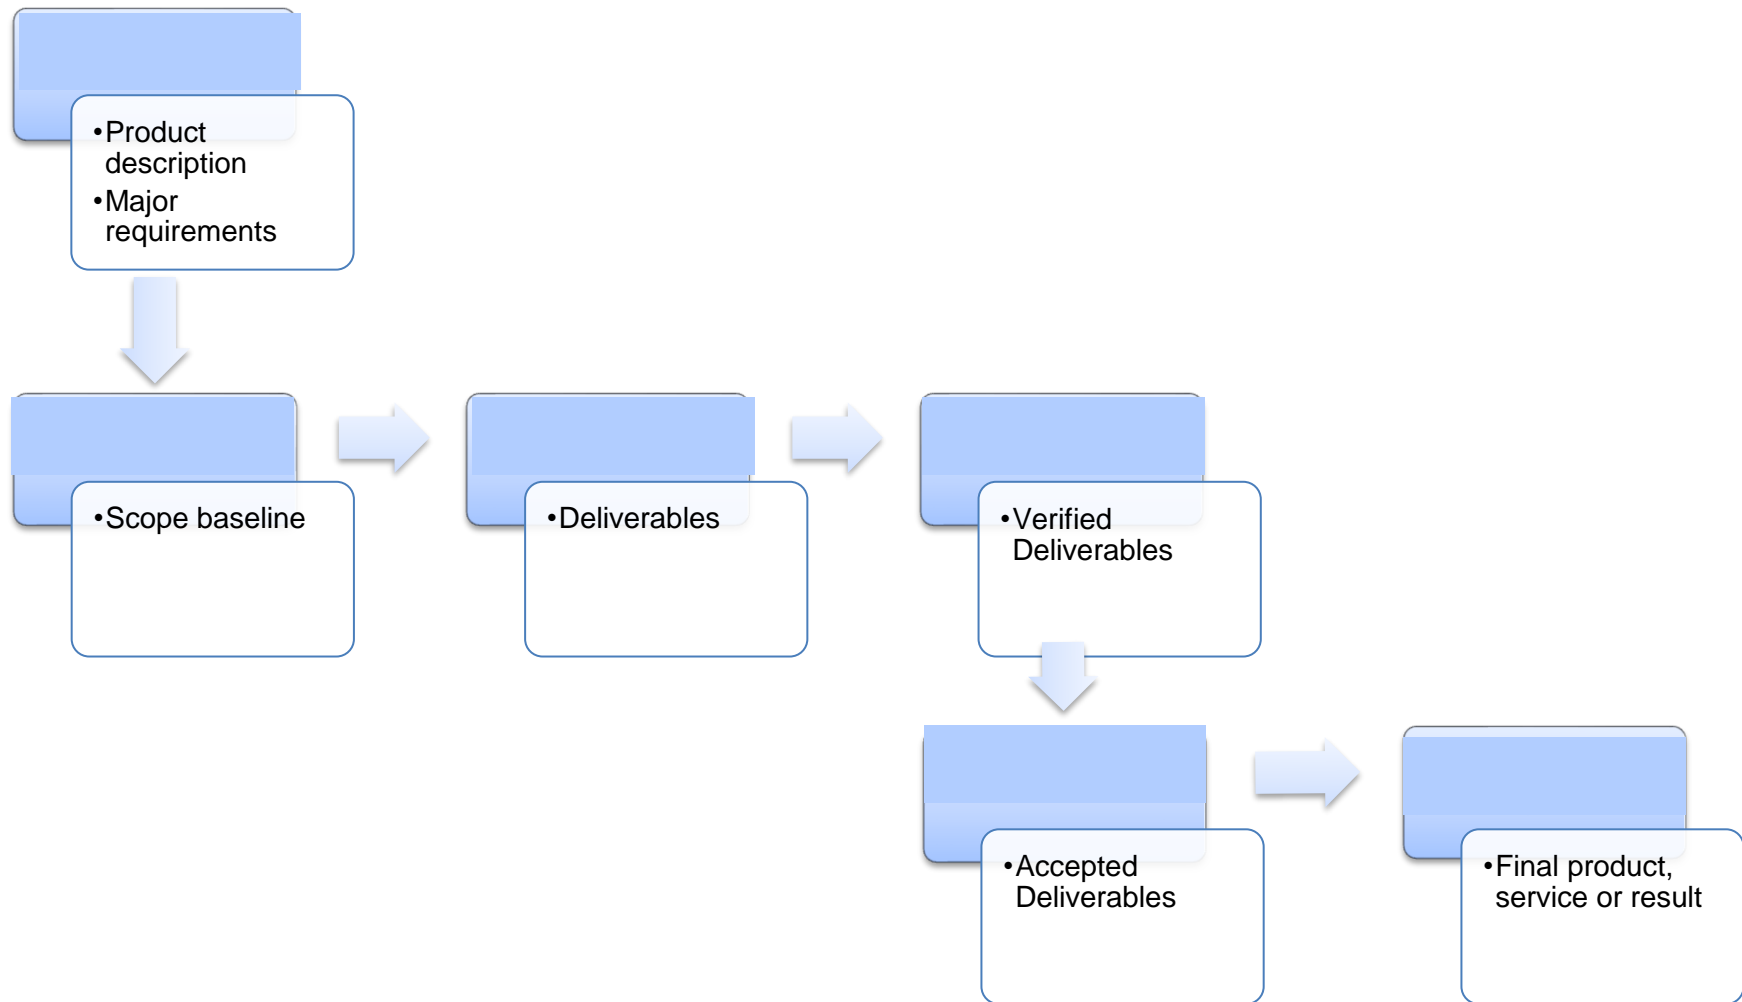 •Product
description
•Major
requirements
•Scope baseline
•Deliverables
•Verified
Deliverables
•Accepted
Deliverables
•Final product,
service or result